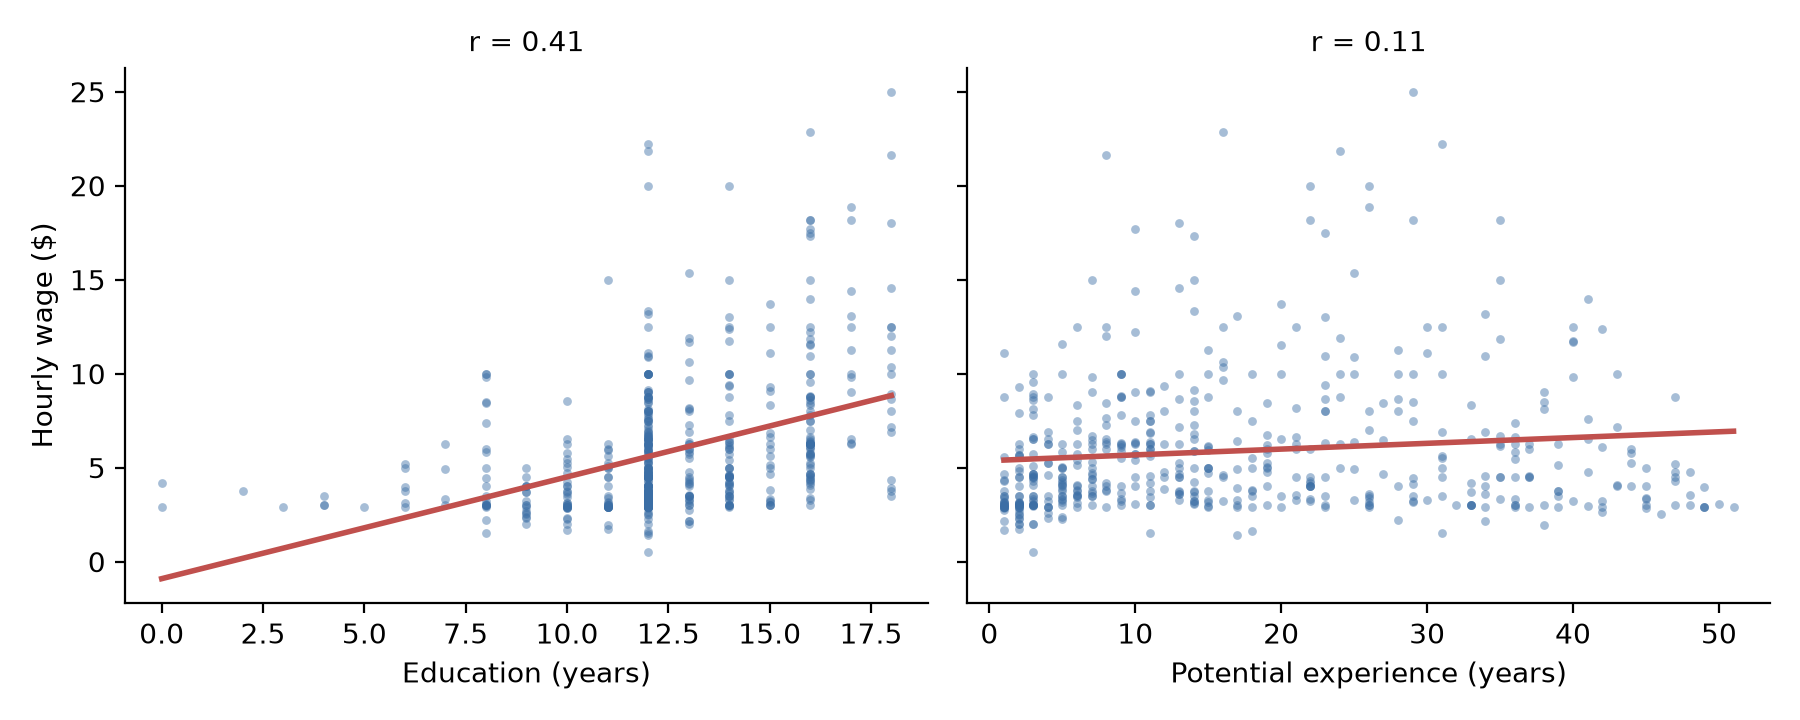 r = 0.41
r = 0.11
Hourly wage ($)
25
20
15
10
5
0
0.0 2.5 5.0 7.5 10.0 12.5 15.0 17.5
0 10 20 30 40 50
Education (years)
Potential experience (years)